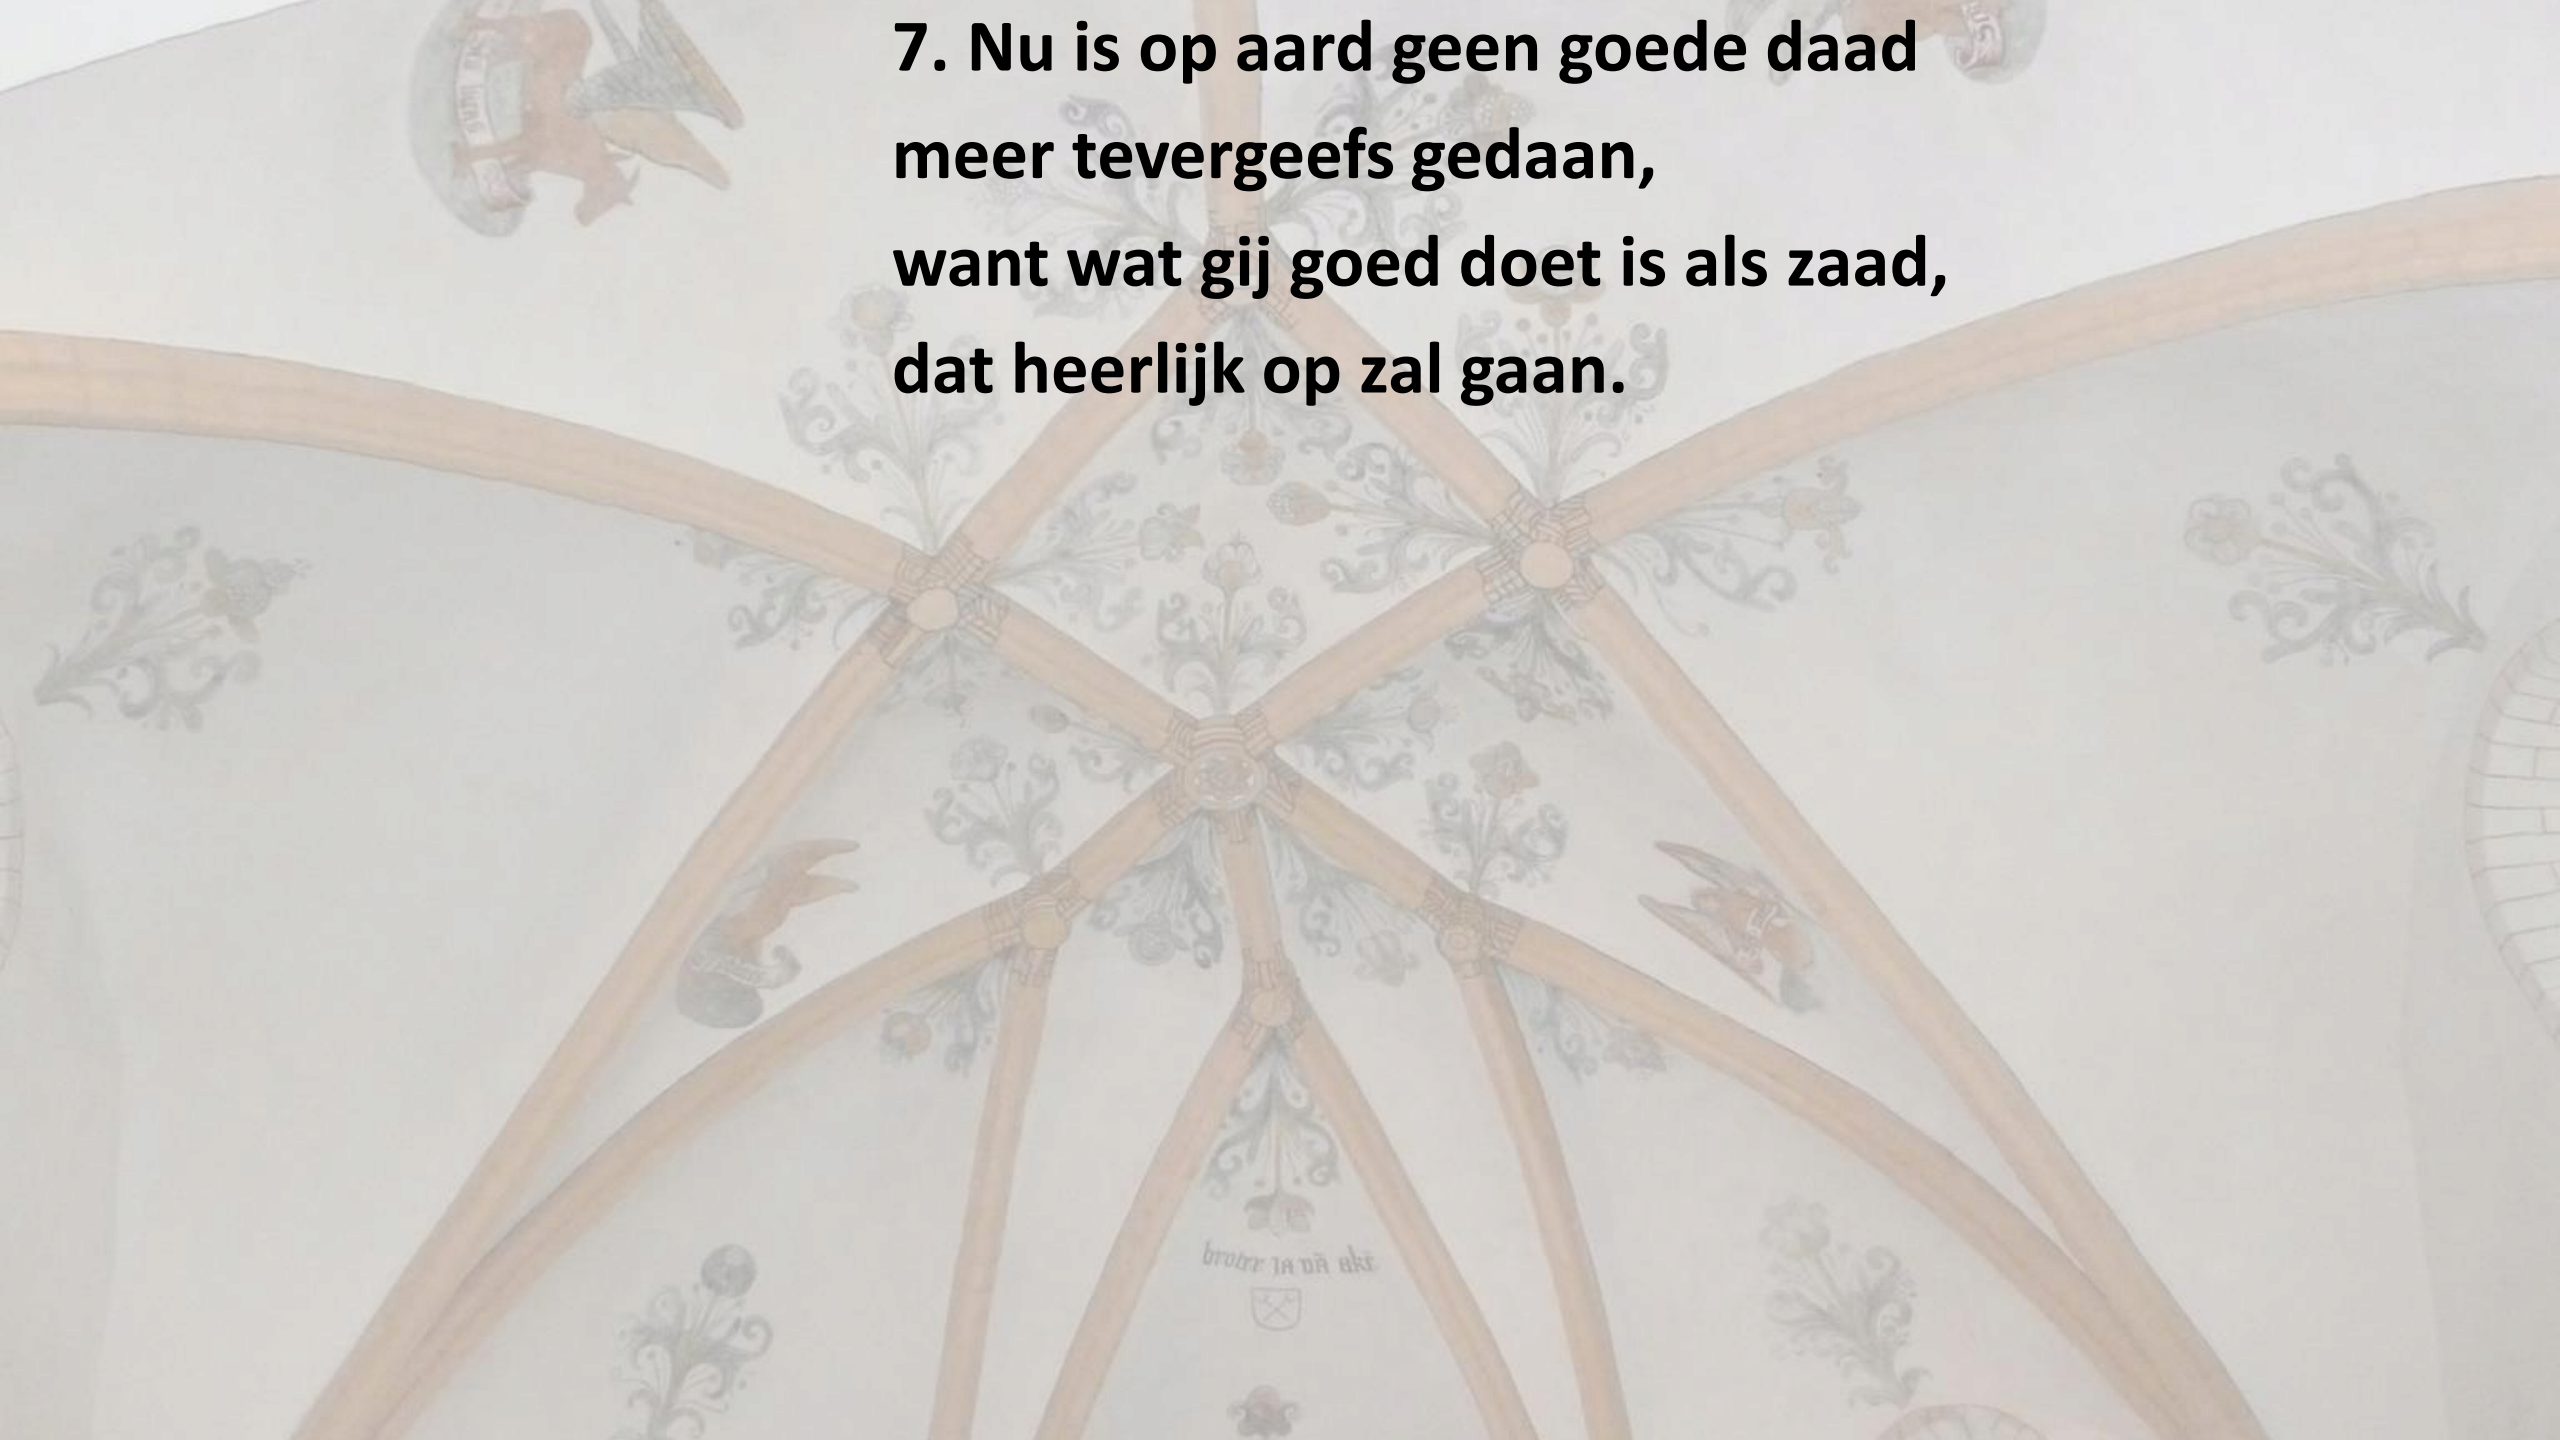 7. Nu is op aard geen goede daad
meer tevergeefs gedaan,
want wat gij goed doet is als zaad,
dat heerlijk op zal gaan.